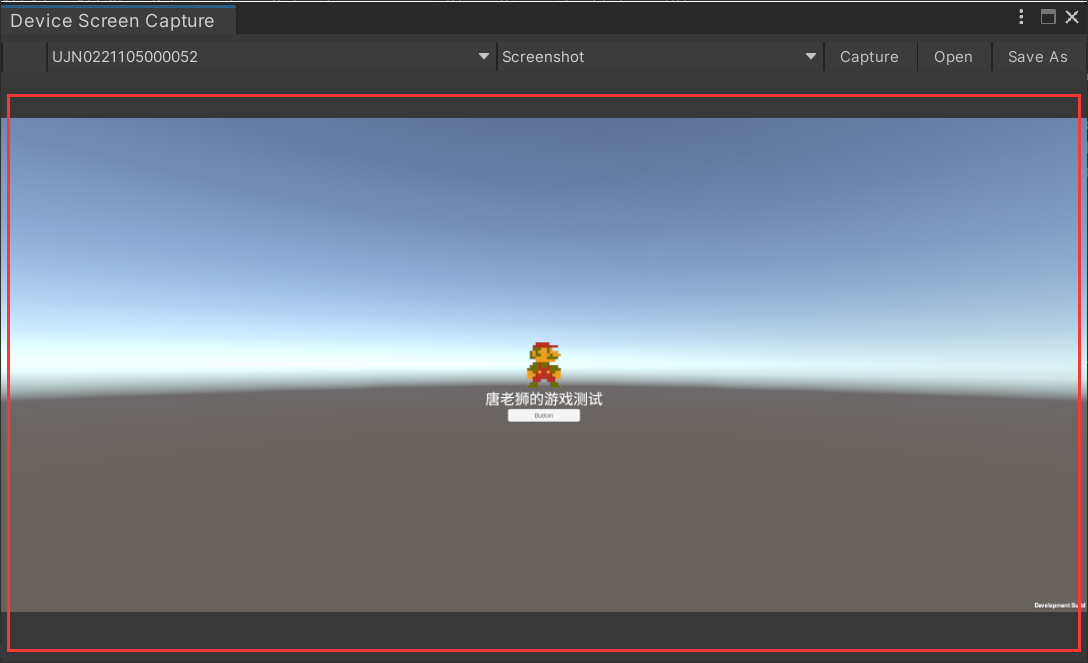 Device Screen Capture
UJN0221105000052 Screenshot Capture Open Save As
唐老狮的游戏测试
Button
Development Build